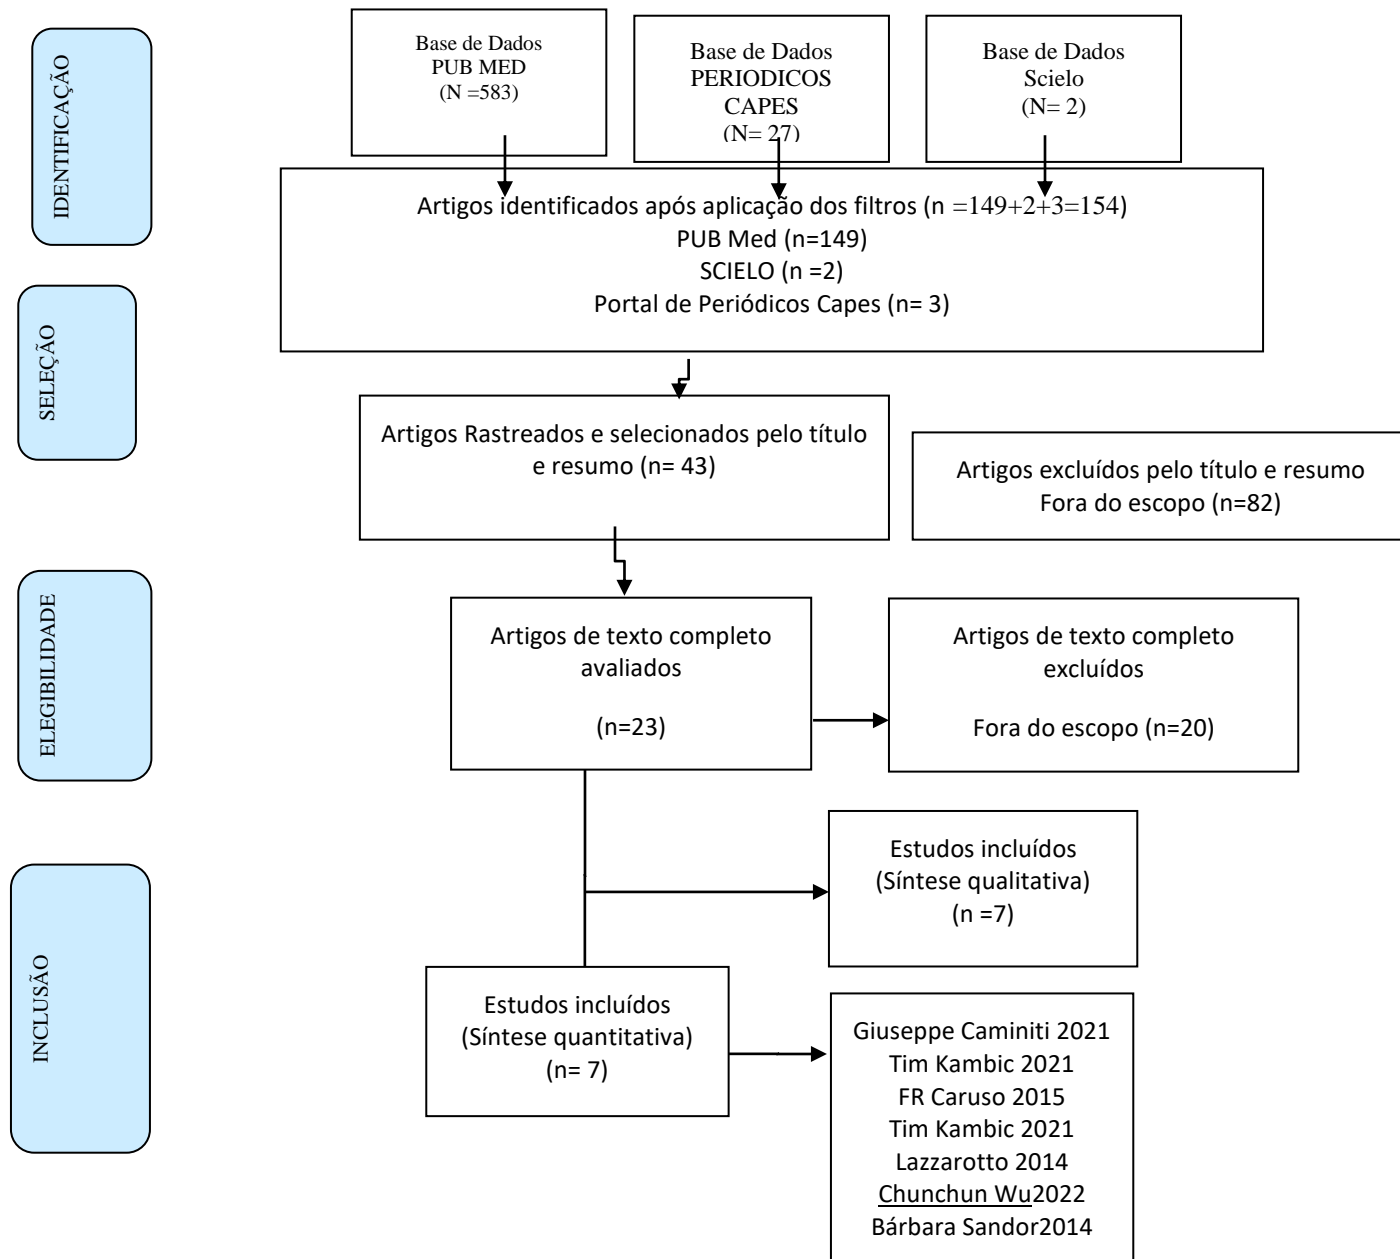 IDENTIFICAÇÃO
Base de Dados
PUB MED
(N =583)
Base de Dados
PERIODICOS
CAPES
(N= 27)
Base de Dados
Scielo
(N= 2)
Artigos identificados após aplicação dos filtros (n =149+2+3=154)
PUB Med (n=149)
SCIELO (n =2)
Portal de Periódicos Capes (n= 3)
SELEÇÃO
Artigos Rastreados e selecionados pelo título
e resumo (n= 43)
Artigos excluídos pelo título e resumo
Fora do escopo (n=82)
ELEGIBILIDADE
Artigos de texto completo
avaliados
(n=23)
Artigos de texto completo
excluídos
Fora do escopo (n=20)
INCLUSÃO
Estudos incluídos
(Síntese qualitativa)
(n =7)
Estudos incluídos
(Síntese quantitativa)
(n= 7)
Giuseppe Caminiti 2021
Tim Kambic 2021
FR Caruso 2015
Tim Kambic 2021
Lazzarotto 2014
Chunchun Wu2022
Bárbara Sandor2014